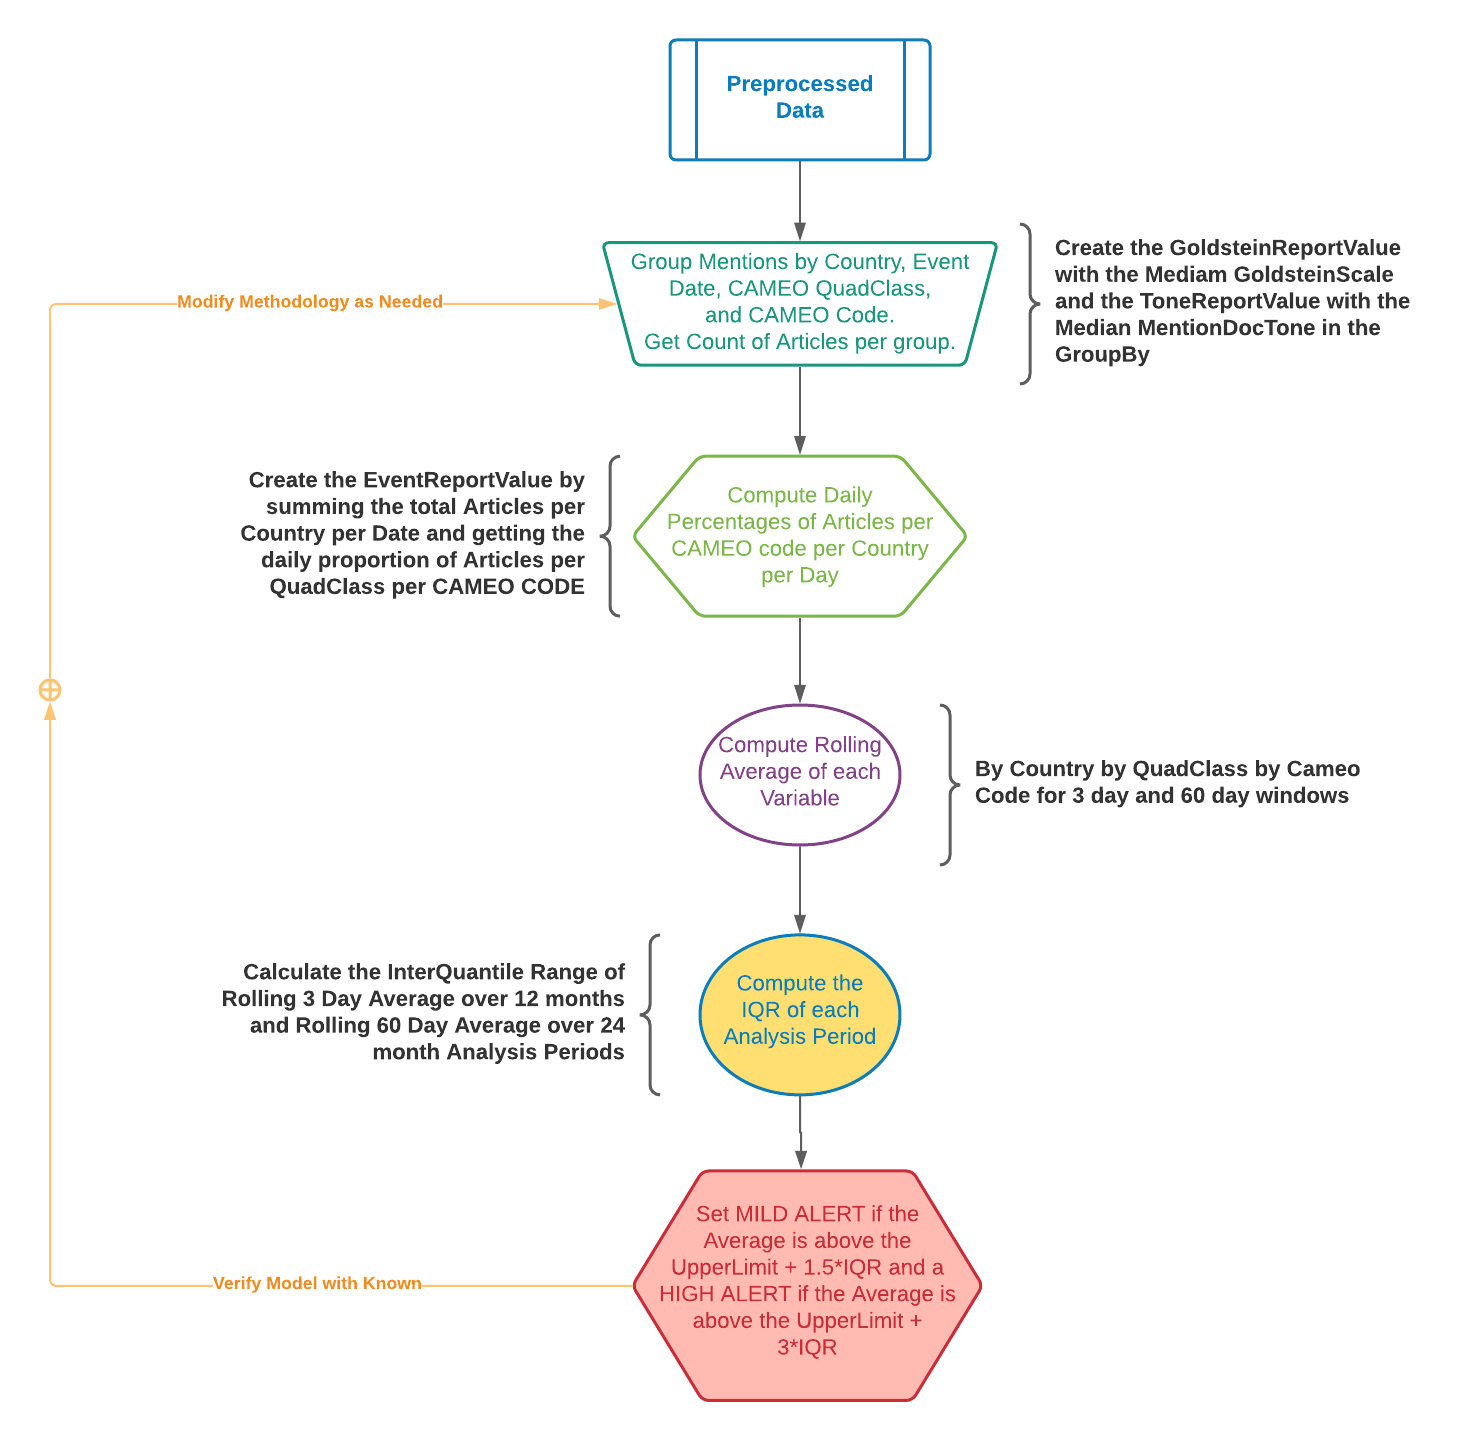 Preprocessed
Data
Group Mentions by Country, Event
Date, CAMEO QuadClass,
and CAMEO Code.
Get Count of Articles per group.
Create the GoldsteinReportValue
with the Mediam GoldsteinScale
and the ToneReportValue with the
Median MentionDocTone in the
GroupBy
Modify Methodology as Needed
Create the EventReportValue by
summing the total Articles per
Country per Date and getting the
daily proportion of Articles per
QuadClass per CAMEO CODE
Compute Daily
Percentages of Articles per
CAMEO code per Country
per Day
Compute Rolling
Average of each
Variable
By Country by QuadClass by Cameo
Code for 3 day and 60 day windows
Calculate the InterQuantile Range of
Rolling 3 Day Average over 12 months
and Rolling 60 Day Average over 24
month Analysis Periods
Compute the
IQR of each
Analysis Period
Set MILD ALERT if the
Average is above the
UpperLimit + 1.5*IQR and a
HIGH ALERT if the Average is
above the UpperLimit +
3*IQR
Verify Model with Known